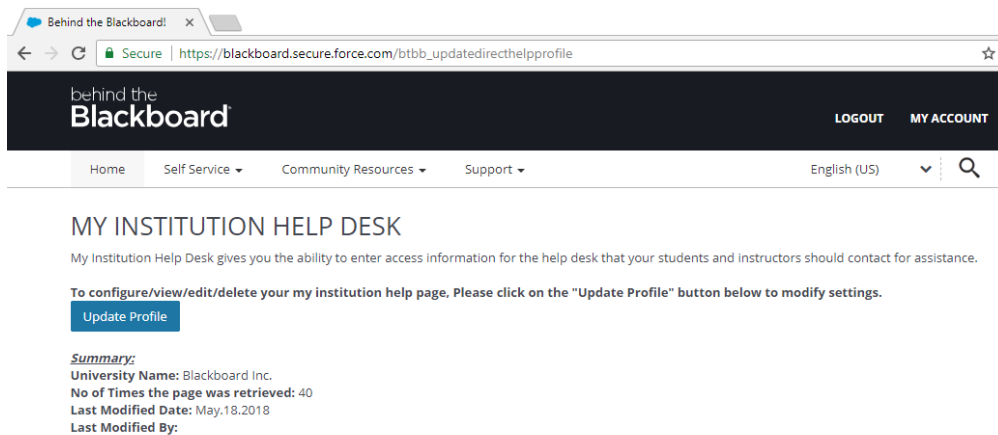 Behind the Blackboard!
Secure | https://blackboard.secure.force.com/btbb_updatedirecthelpprofile
behind the
Blackboard
LOGOUT MY ACCOUNT
Home Self Service Community Resources Support English (US)
MY INSTITUTION HELP DESK
My Institution Help Desk gives you the ability to enter access information for the help desk that your students and instructors should contact for assistance.
To configure/view/edit/delete your my institution help page, Please click on the "Update Profile" button below to modify settings.
Update Profile
Summary:
University Name: Blackboard Inc.
No of Times the page was retrieved: 40
Last Modified Date: May.18.2018
Last Modified By: